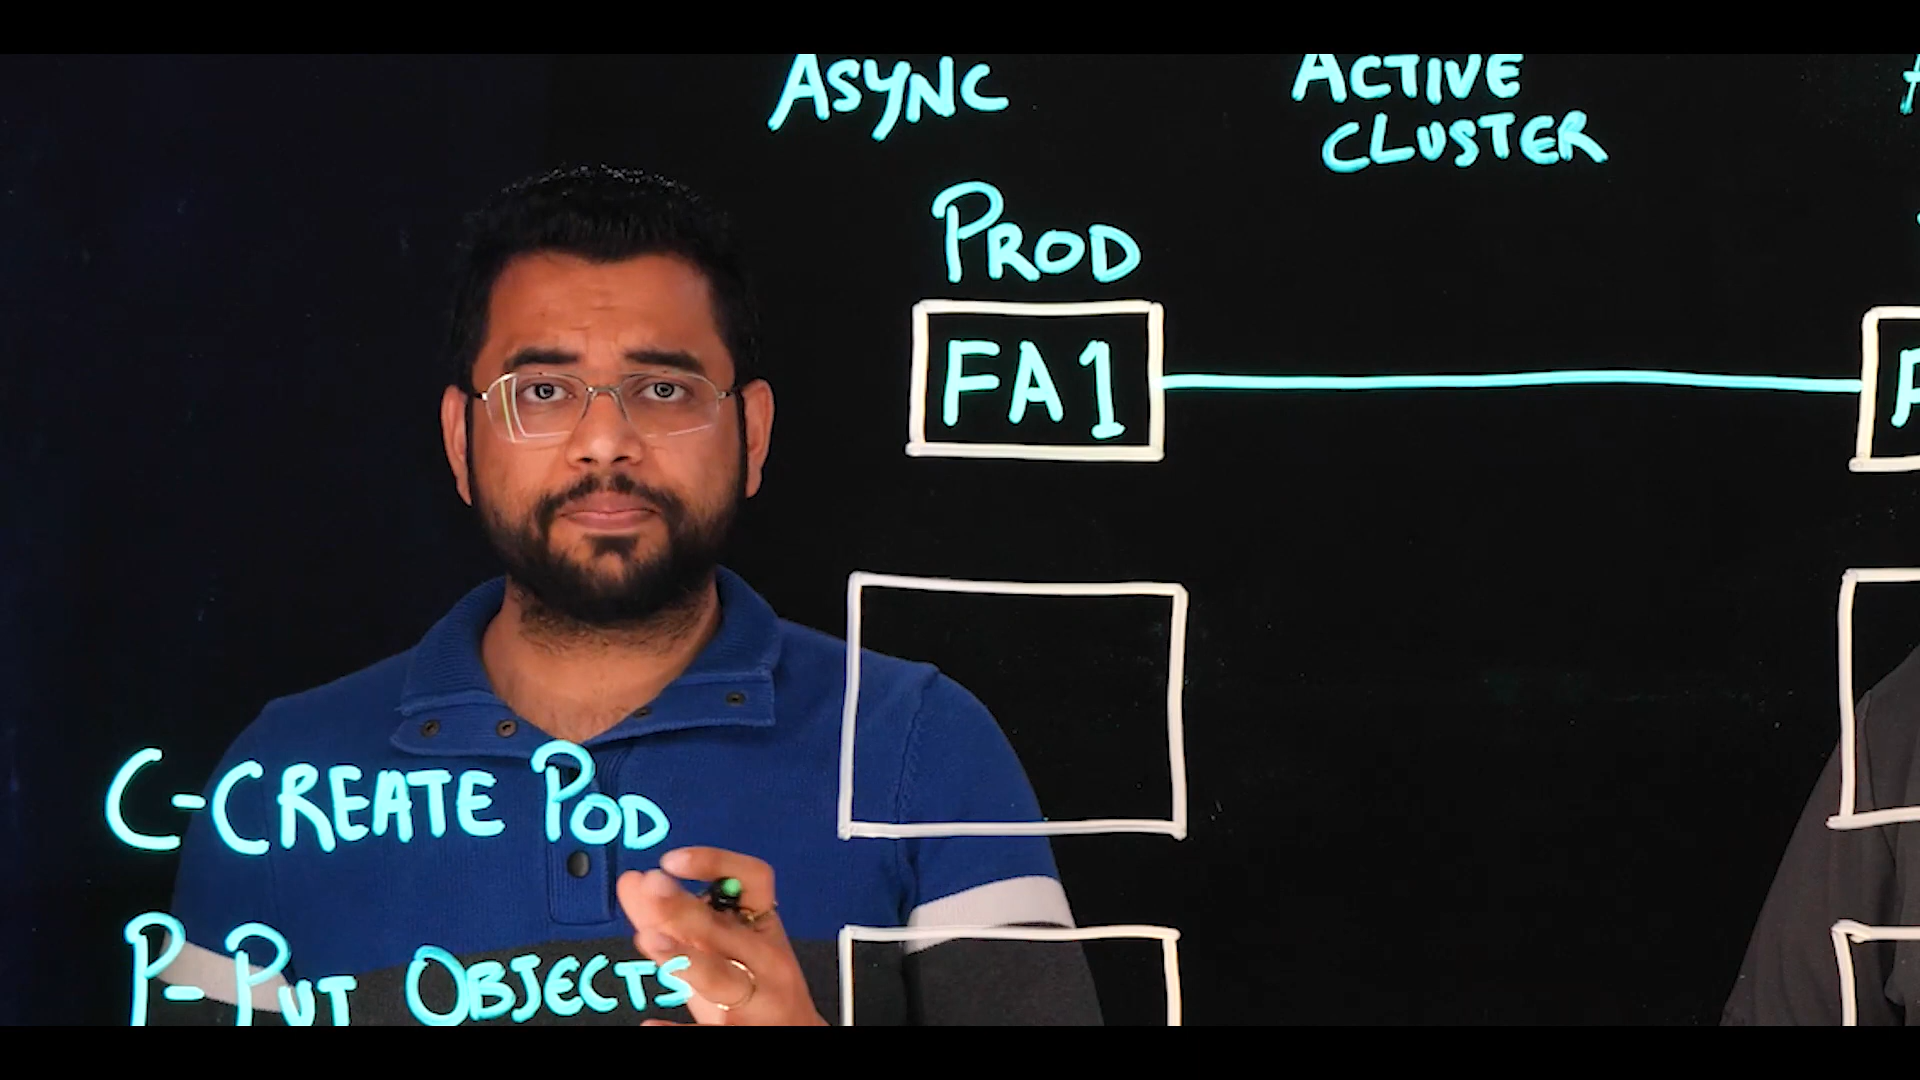 ASYNC
ACTIVE
CLUSTER
PROD
FA1
C-CREATE POD
P-PUT OBJECTS